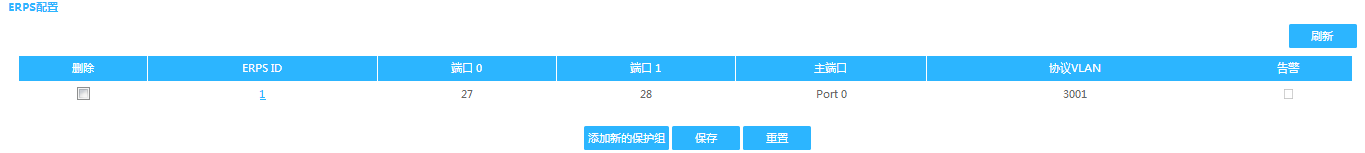 ERPS配置
刷新
删除 ERPS ID 端口 0 端口 1 主端口 协议VLAN 告警
1 27 28 Port 0 3001
添加新的保护组 保存 重置